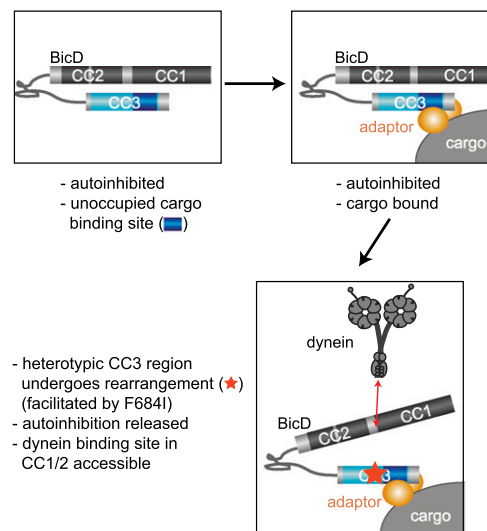 BicD
CC2 CC1
CC3
BicD
CC2 CC1
CC3
adaptor
cargo
- autoinhibited
- unoccupied cargo
binding site ( )
- autoinhibited
- cargo bound
dynein
- heterotypic CC3 region
undergoes rearrangement ( )
(facilitated by F684I)
- autoinhibition released
- dynein binding site in
CC1/2 accessible
BicD
CC2 CC1
CC3
adaptor
cargo